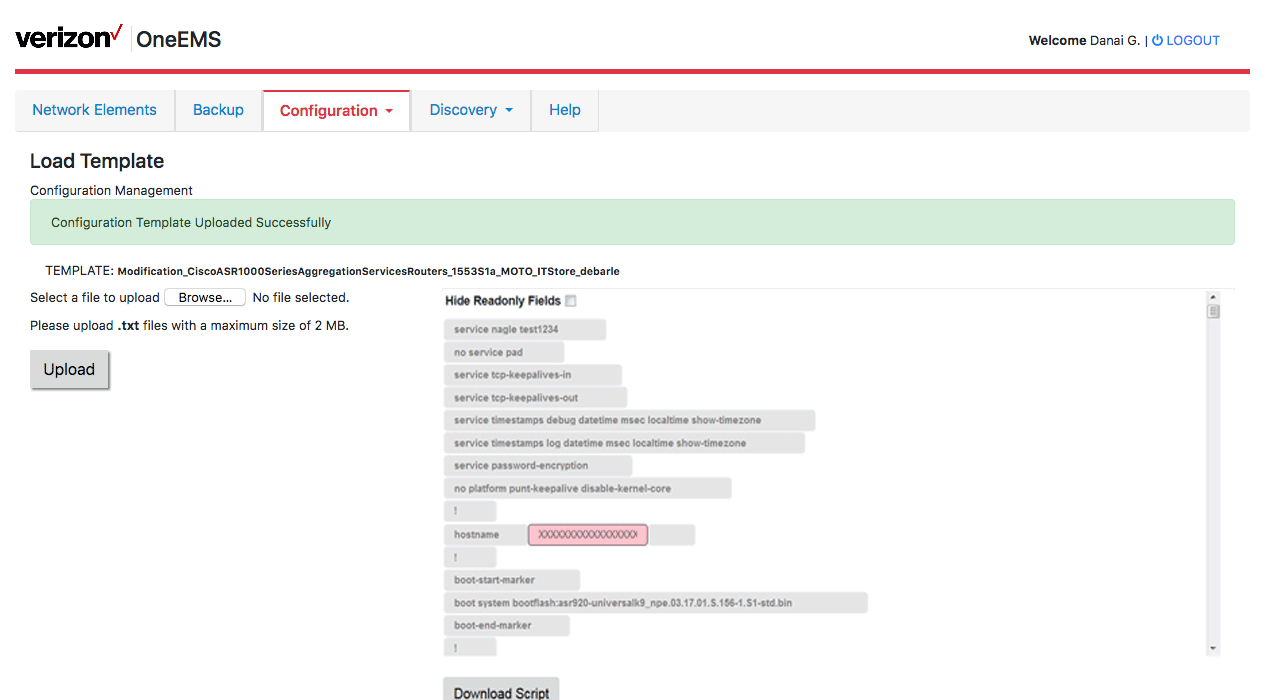 verizon✓ OneEMS
Welcome Danai G. | LOGOUT
Network Elements Backup Configuration Discovery Help
Load Template
Configuration Management
Configuration Template Uploaded Successfully
TEMPLATE: Modification_CiscoASR1000SeriesAggregationServicesRouters_1553S1a_MOTO_ITStore_debarle
Select a file to upload Browse... No file selected.
Please upload .txt files with a maximum size of 2 MB.
Upload
Hide Readonly Fields
service nagle test1234
no service pad
service tcp-keepalives-in
service tcp-keepalives-out
service timestamps debug datetime msec localtime show-timezone
service timestamps log datetime msec localtime show-timezone
service password-encryption
no platform punt-keepalive disable-kernel-core
!
hostname XXXXXXXXXXXXXXXXXX
!
boot-start-marker
boot system bootflash:asr920-universalk9_npe.03.17.01.S.156-1.S1-std.bin
boot-end-marker
!
Download Script